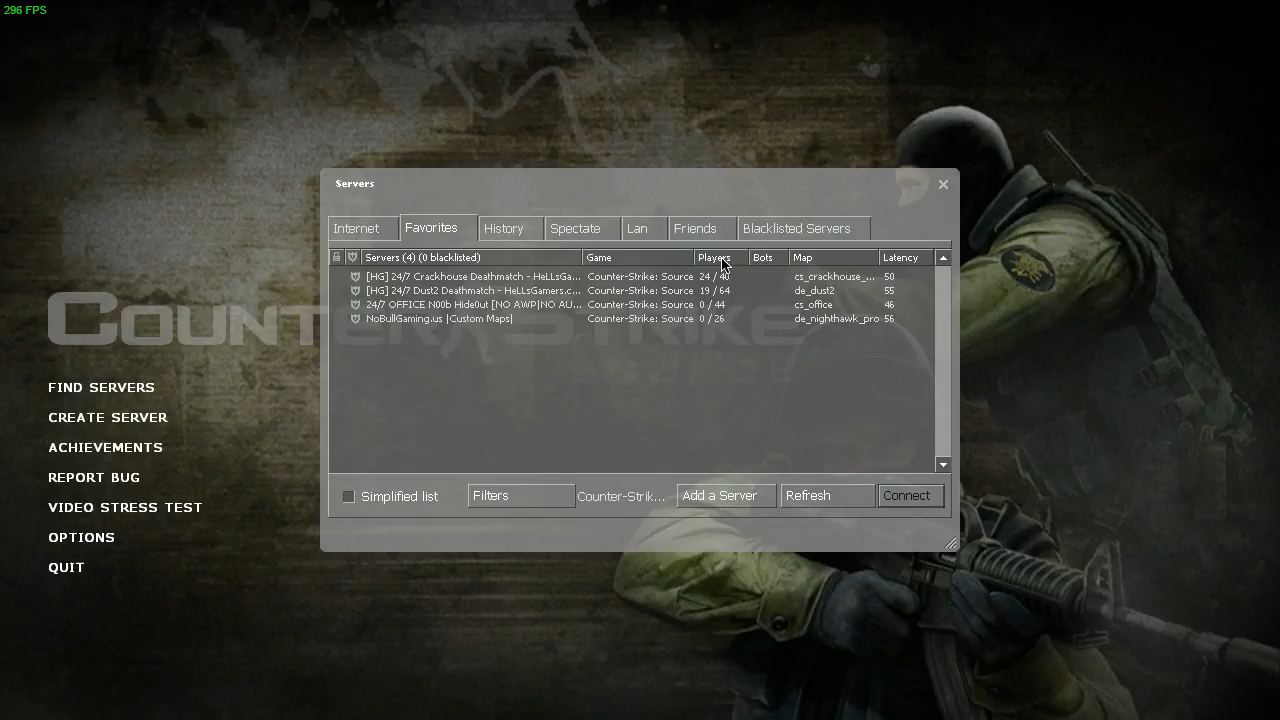 296 FPS
Servers
Internet Favorites History Spectate Lan Friends Blacklisted Servers
Servers (4) (0 blacklisted) Game Players Bots Map Latency
[HG] 24/7 Crackhouse Deathmatch - HeLLsGa... Counter-Strike: Source 24 / 40 cs_crackhouse_... 50
[HG] 24/7 Dust2 Deathmatch - HeLLsGamers.c... Counter-Strike: Source 19 / 64 de_dust2 55
24/7 OFFICE N00b Hide0ut [NO AWP|NO AU... Counter-Strike: Source 0 / 44 cs_office 46
NoBullGaming.us |Custom Maps| Counter-Strike: Source 0 / 26 de_nighthawk_pro 56
Counter Strike
FIND SERVERS
CREATE SERVER
ACHIEVEMENTS
REPORT BUG
VIDEO STRESS TEST
OPTIONS
QUIT
Simplified list Filters Counter-Strik... Add a Server Refresh Connect